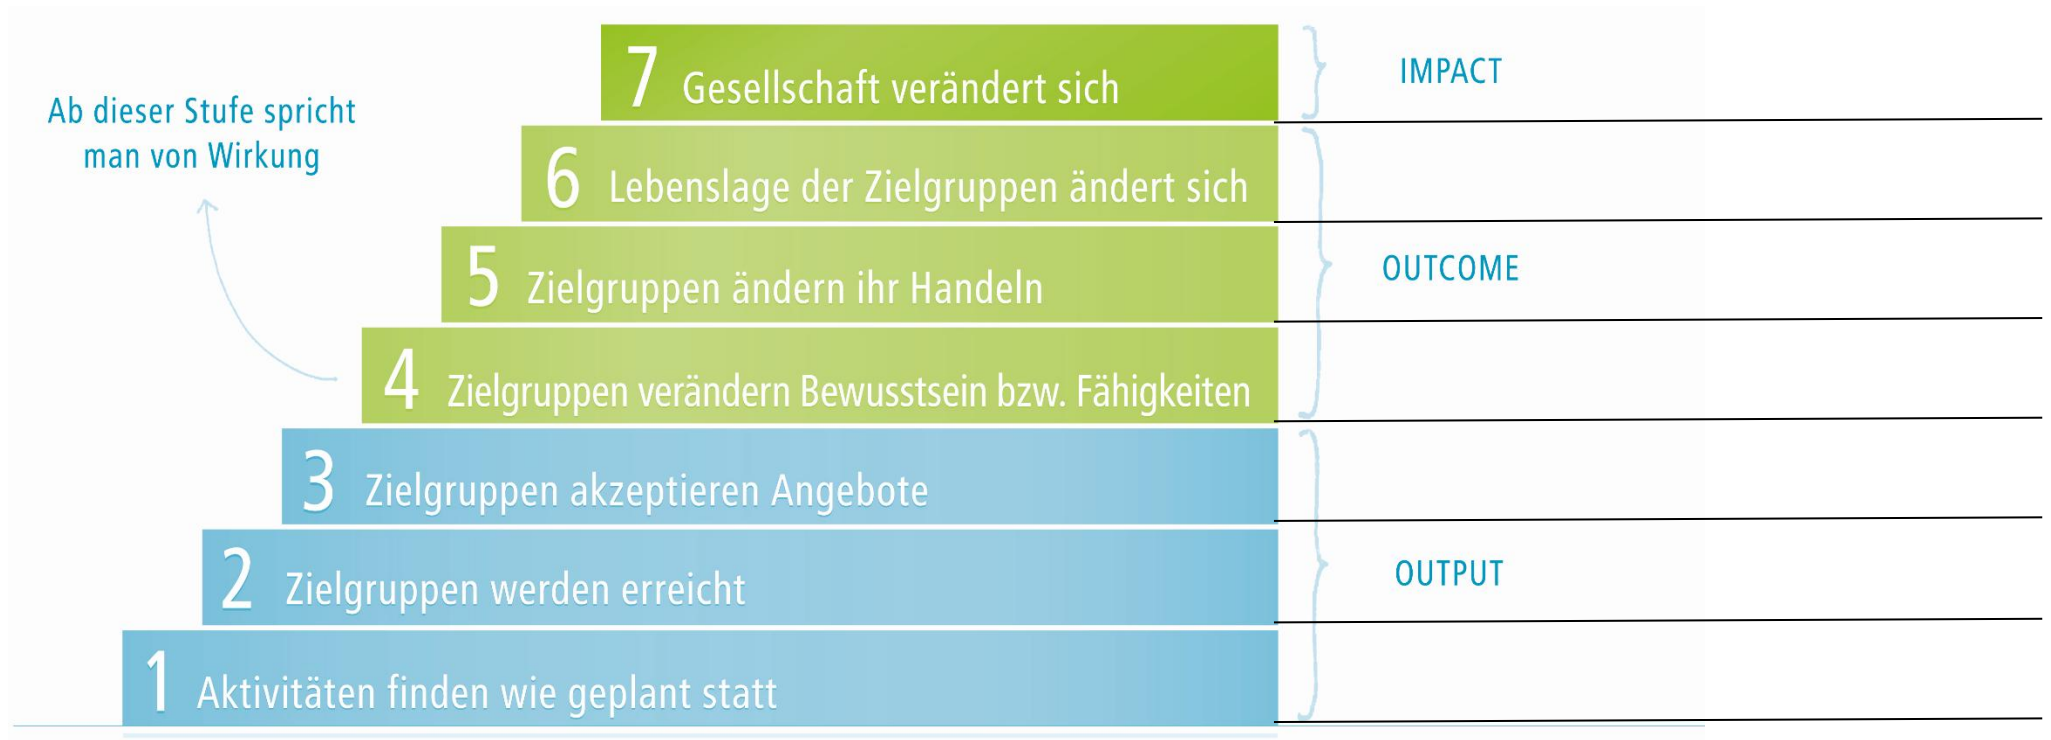 7 Gesellschaft verändert sich
IMPACT
Ab dieser Stufe spricht
man von Wirkung
6 Lebenslage der Zielgruppen ändert sich
5 Zielgruppen ändern ihr Handeln
OUTCOME
4 Zielgruppen verändern Bewusstsein bzw. Fähigkeiten
3 Zielgruppen akzeptieren Angebote
2 Zielgruppen werden erreicht
OUTPUT
1 Aktivitäten finden wie geplant statt